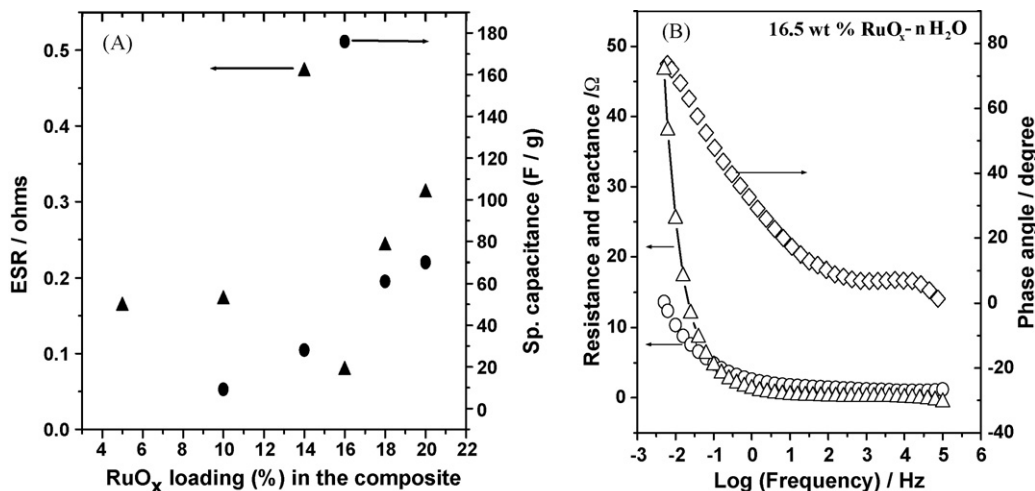 (A)
ESR / ohms
0.5
0.4
0.3
0.2
0.1
0.0
4 6 8 10 12 14 16 18 20 22
RuOₓ loading (%) in the composite
180
160
140
120
100
80
60
40
20
0
Sp. capacitance (F / g)
(B)
16.5 wt % RuOₓ- n H₂O
Resistance and reactance /Ω
50
40
30
20
10
0
-3 -2 -1 0 1 2 3 4 5 6
Log (Frequency) / Hz
80
60
40
20
0
-20
-40
Phase angle / degree